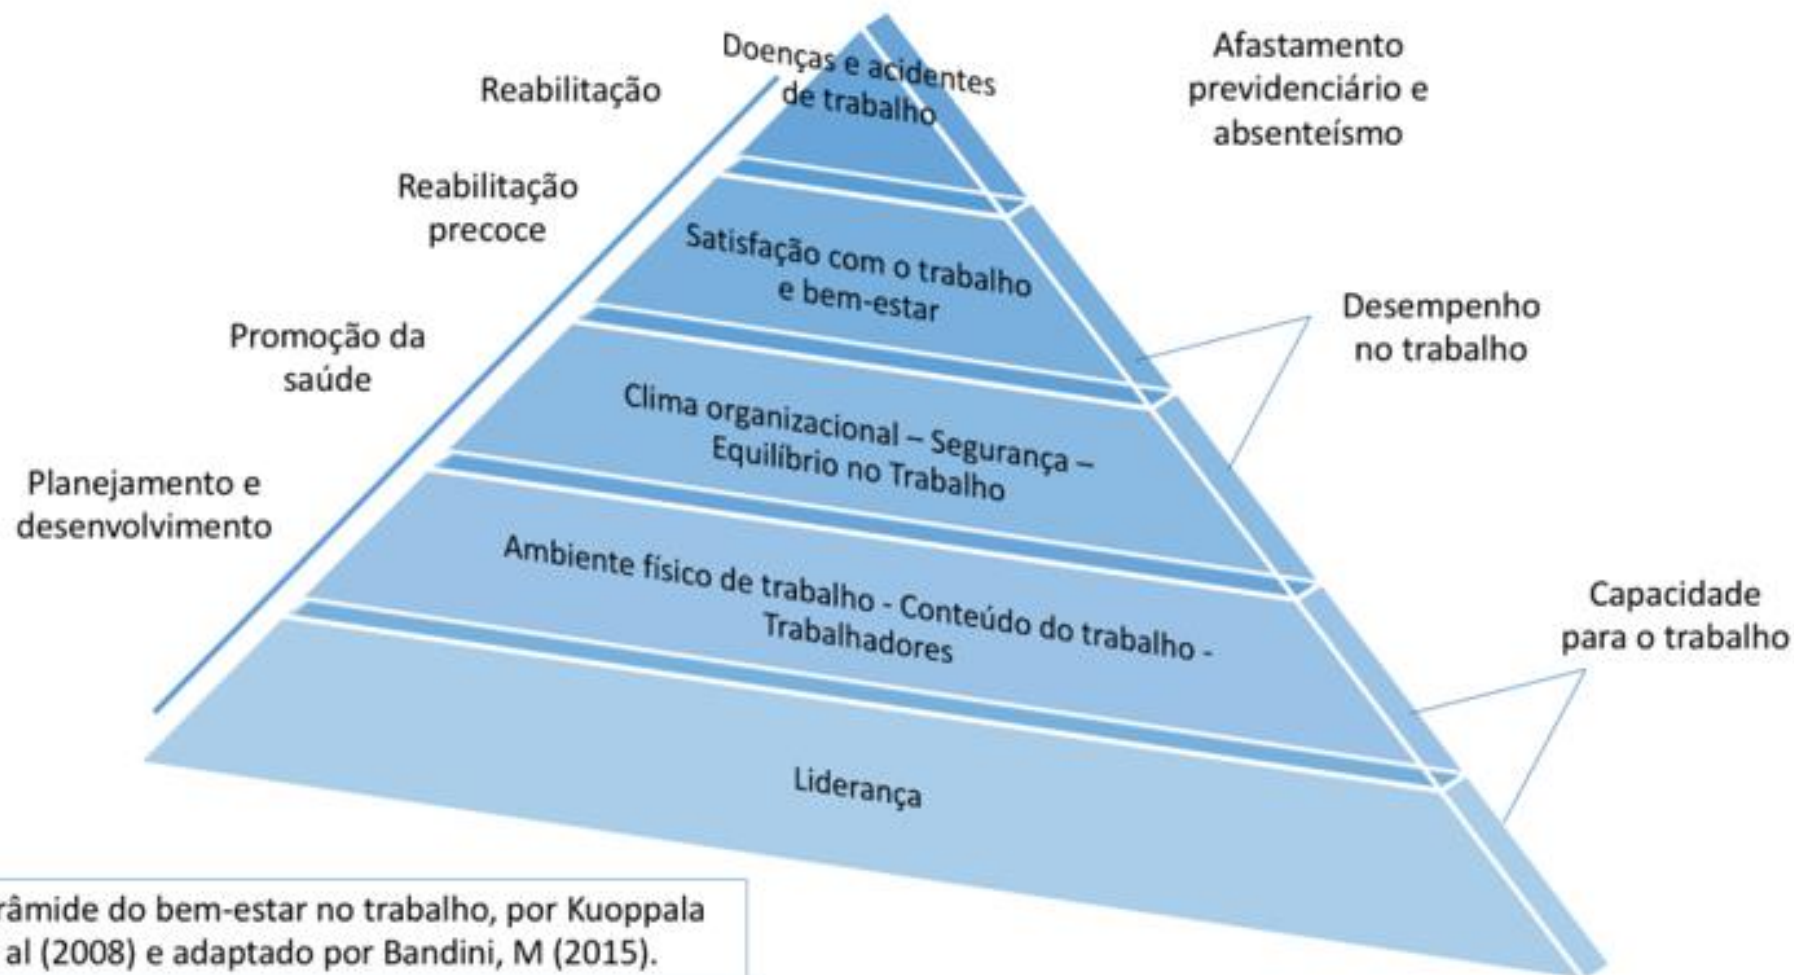 Doenças e acidentes
de trabalho
Afastamento
previdenciário e
absenteísmo
Reabilitação
Reabilitação
precoce
Satisfação com o trabalho
e bem-estar
Desempenho
no trabalho
Promoção da
saúde
Clima organizacional – Segurança –
Equilíbrio no Trabalho
Planejamento e
desenvolvimento
Ambiente físico de trabalho - Conteúdo do trabalho -
Trabalhadores
Capacidade
para o trabalho
Liderança
râmide do bem-estar no trabalho, por Kuoppala
al (2008) e adaptado por Bandini, M (2015).